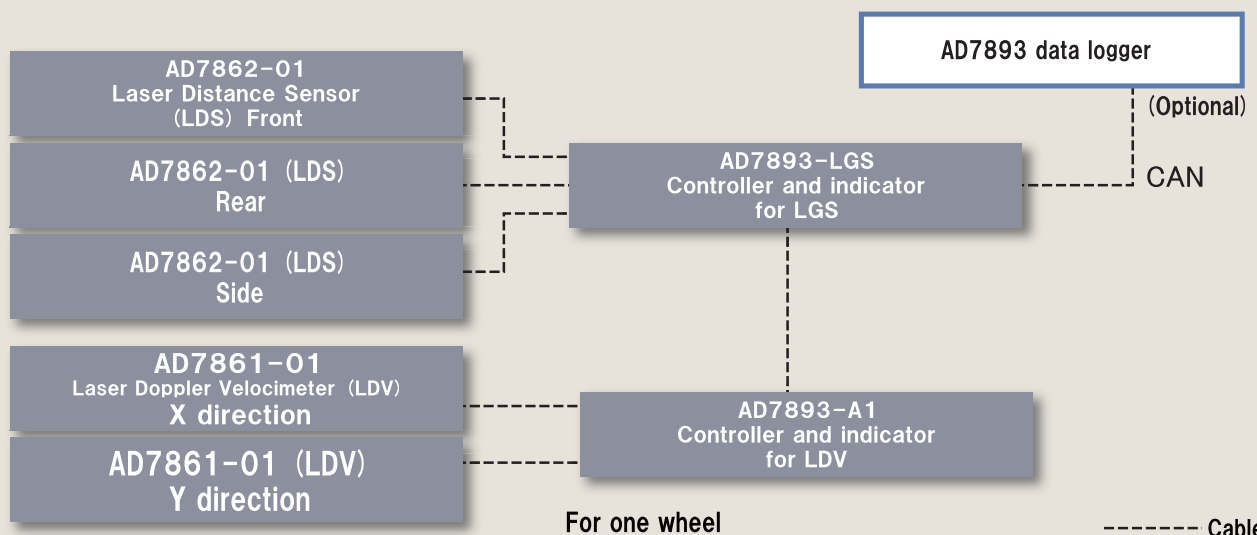 AD7893 data logger
(Optional)
AD7862-01
Laser Distance Sensor
(LDS) Front
AD7862-01 (LDS)
Rear
AD7862-01 (LDS)
Side
AD7893-LGS
Controller and indicator
for LGS
CAN
AD7861-01
Laser Doppler Velocimeter (LDV)
X direction
AD7861-01 (LDV)
Y direction
AD7893-A1
Controller and indicator
for LDV
For one wheel
Cable